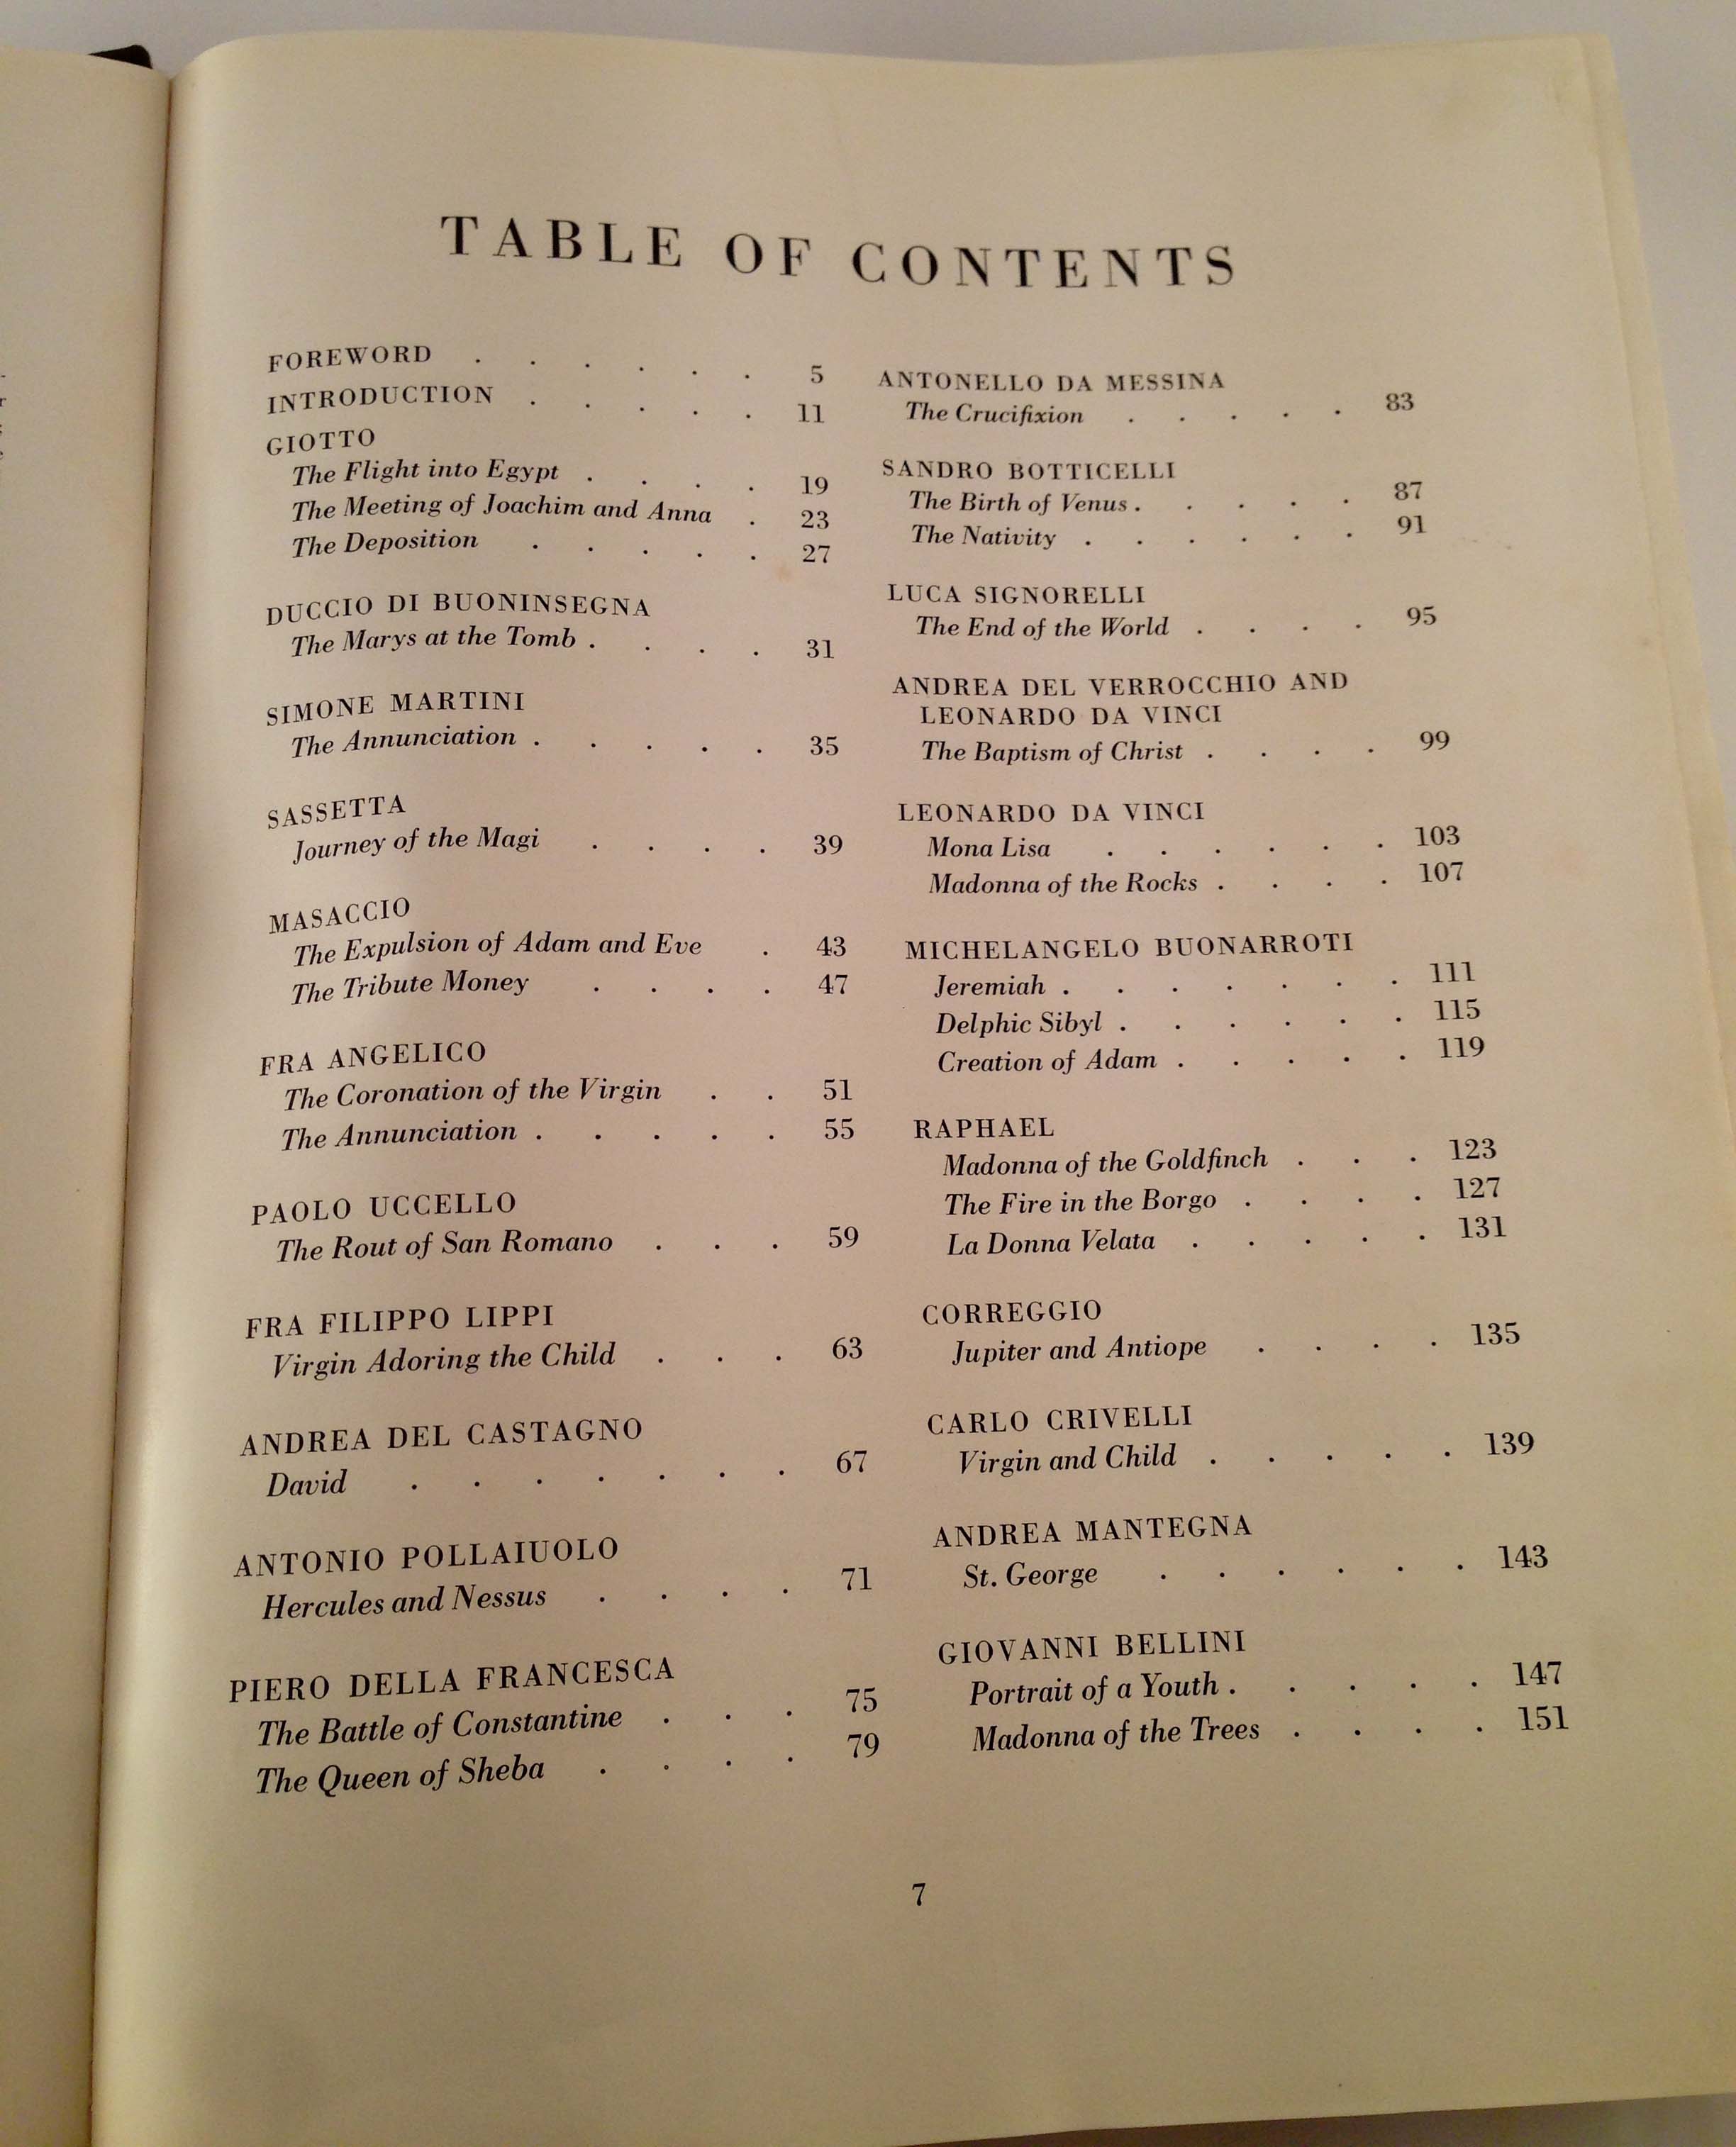 TABLE OF CONTENTS
FOREWORD . . . . . . 5
INTRODUCTION . . . . . 11
GIOTTO
The Flight into Egypt . . . . 19
The Meeting of Joachim and Anna . 23
The Deposition . . . . . 27
DUCCIO DI BUONINSEGNA
The Marys at the Tomb . . . . 31
SIMONE MARTINI
The Annunciation . . . . . 35
SASSETTA
Journey of the Magi . . . . 39
MASACCIO
The Expulsion of Adam and Eve . 43
The Tribute Money . . . . 47
FRA ANGELICO
The Coronation of the Virgin . . 51
The Annunciation . . . . . 55
PAOLO UCCELLO
The Rout of San Romano . . . 59
FRA FILIPPO LIPPI
Virgin Adoring the Child . . . 63
ANDREA DEL CASTAGNO
David . . . . . . . 67
ANTONIO POLLAIUOLO
Hercules and Nessus . . . . 71
PIERO DELLA FRANCESCA
The Battle of Constantine . . . 75
The Queen of Sheba . . . . 79
ANTONELLO DA MESSINA
The Crucifixion . . . . . 83
SANDRO BOTTICELLI
The Birth of Venus . . . . . 87
The Nativity . . . . . . 91
LUCA SIGNORELLI
The End of the World . . . . 95
ANDREA DEL VERROCCHIO AND
LEONARDO DA VINCI
The Baptism of Christ . . . . 99
LEONARDO DA VINCI
Mona Lisa . . . . . . 103
Madonna of the Rocks . . . . 107
MICHELANGELO BUONARROTI
Jeremiah . . . . . . . 111
Delphic Sibyl . . . . . . 115
Creation of Adam . . . . . 119
RAPHAEL
Madonna of the Goldfinch . . . 123
The Fire in the Borgo . . . . 127
La Donna Velata . . . . . 131
CORREGGIO
Jupiter and Antiope . . . . 135
CARLO CRIVELLI
Virgin and Child . . . . . 139
ANDREA MANTEGNA
St. George . . . . . . 143
GIOVANNI BELLINI
Portrait of a Youth . . . . . 147
Madonna of the Trees . . . . 151
7